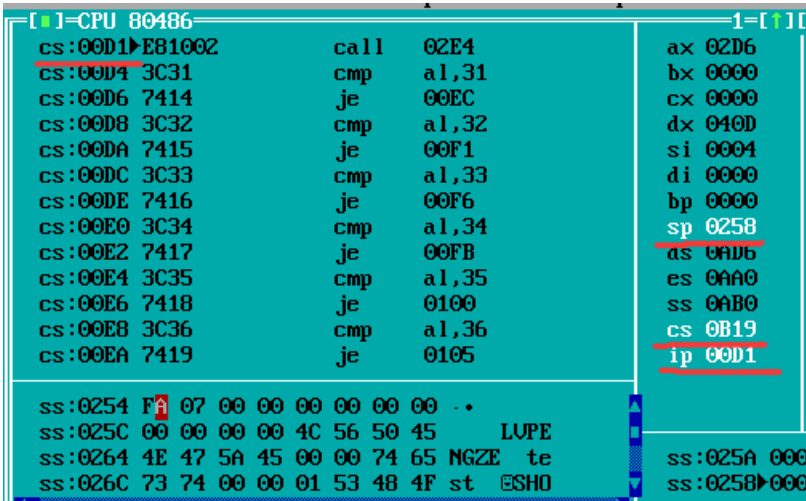 [■]=CPU 80486 1=[↑][
cs:00D1►E81002 call 02E4 ax 02D6
cs:00D4 3C31 cmp al,31 bx 0000
cs:00D6 7414 je 00EC cx 0000
cs:00D8 3C32 cmp al,32 dx 040D
cs:00DA 7415 je 00F1 si 0004
cs:00DC 3C33 cmp al,33 di 0000
cs:00DE 7416 je 00F6 bp 0000
cs:00E0 3C34 cmp al,34 sp 0258
cs:00E2 7417 je 00FB ds 0AD6
cs:00E4 3C35 cmp al,35 es 0AA0
cs:00E6 7418 je 0100 ss 0AB0
cs:00E8 3C36 cmp al,36 cs 0B19
cs:00EA 7419 je 0105 ip 00D1
ss:0254 FA 07 00 00 00 00 00 00 ·•
ss:025C 00 00 00 00 4C 56 50 45 LVPE
ss:0264 4E 47 5A 45 00 00 74 65 NGZE te ss:025A 000
ss:026C 73 74 00 00 01 53 48 4F st ☺SHO ss:0258►000